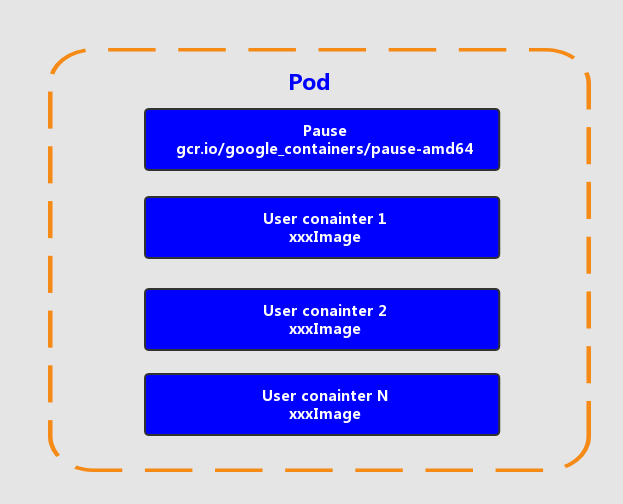 Pod
Pause
gcr.io/google_containers/pause-amd64
User conainter 1
xxxImage
User conainter 2
xxxImage
User conainter N
xxxImage